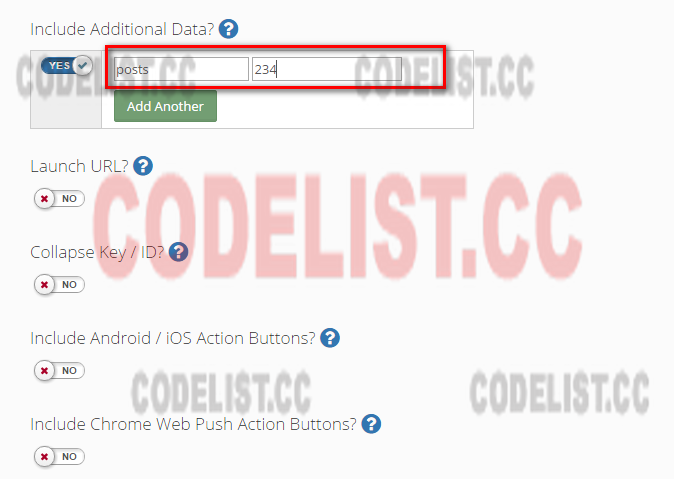 Include Additional Data? ?
YES posts 234
CODELIST.CC CODELIST.CC
Add Another
Launch URL? ?
NO
CODELIST.CC
Collapse Key / ID? ?
NO
Include Android / iOS Action Buttons? ?
NO
CODELIST.CC CODELIST.CC
Include Chrome Web Push Action Buttons? ?
NO